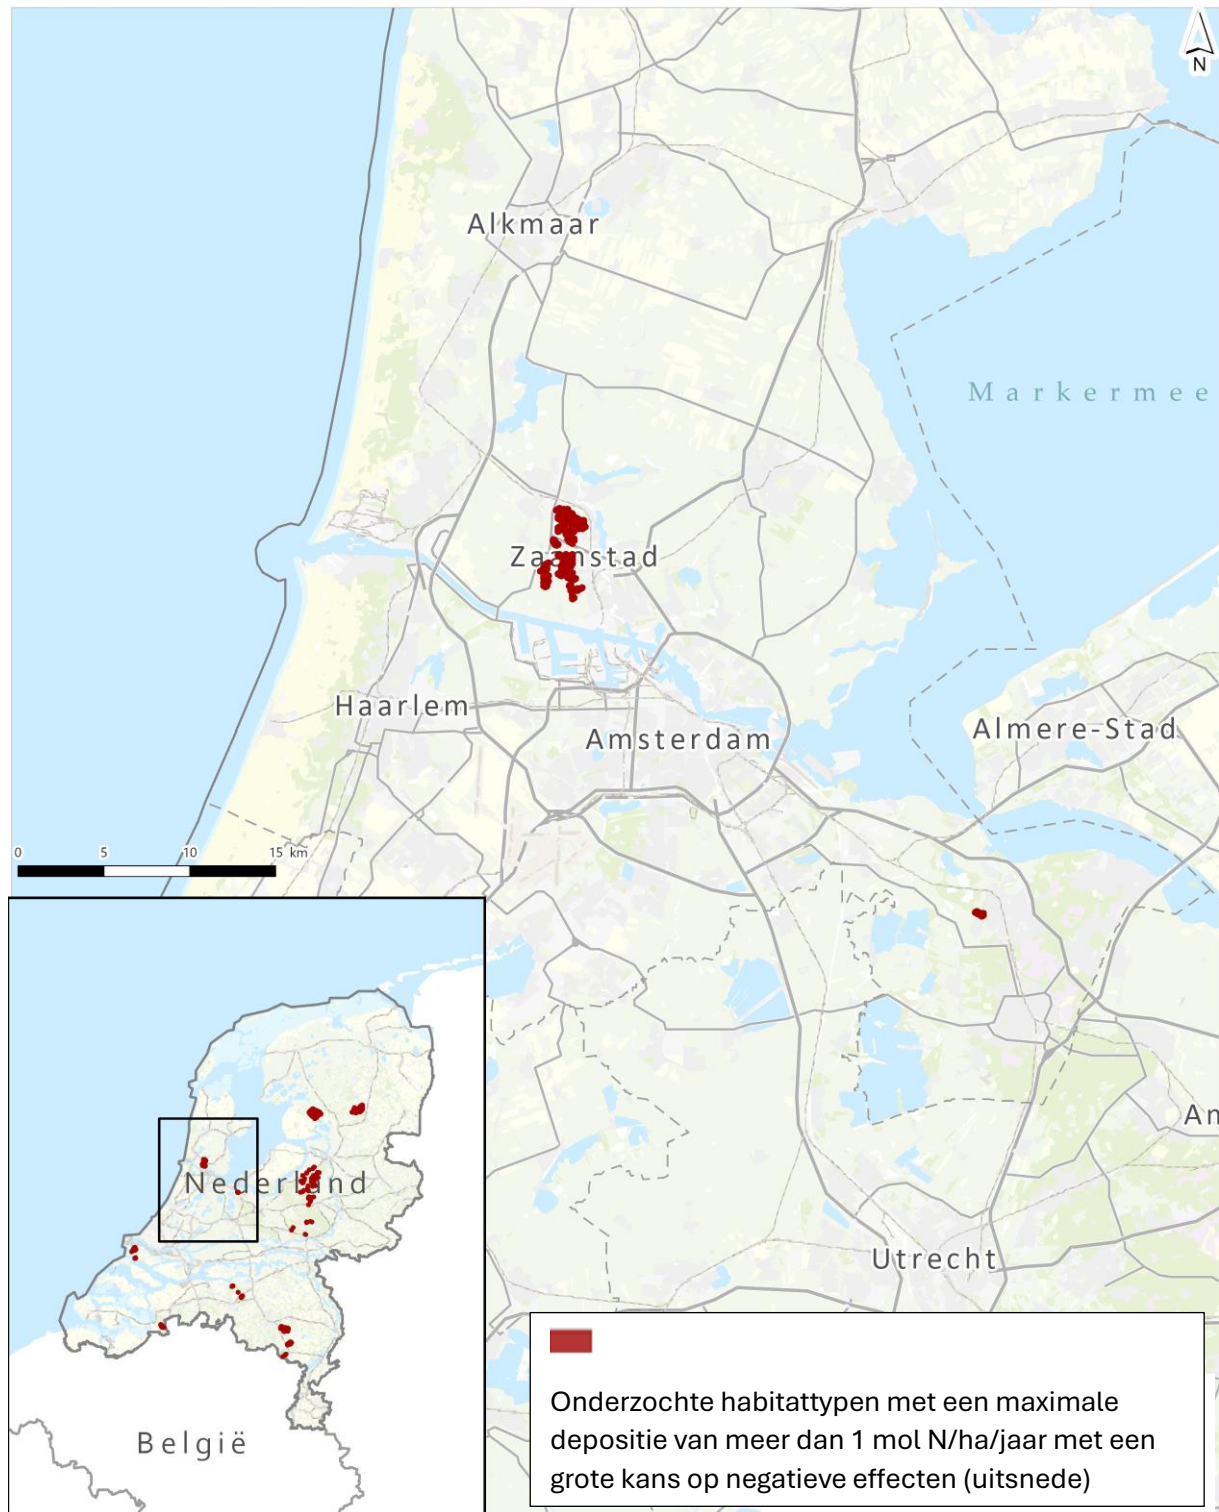 N
Alkmaar
Markermee
Zaanstad
Haarlem
Amsterdam
Almere-Stad
0 5 10 15 km
An
Nederland
Utrecht
België
Onderzochte habitattypen met een maximale
depositie van meer dan 1 mol N/ha/jaar met een
grote kans op negatieve effecten (uitsnede)